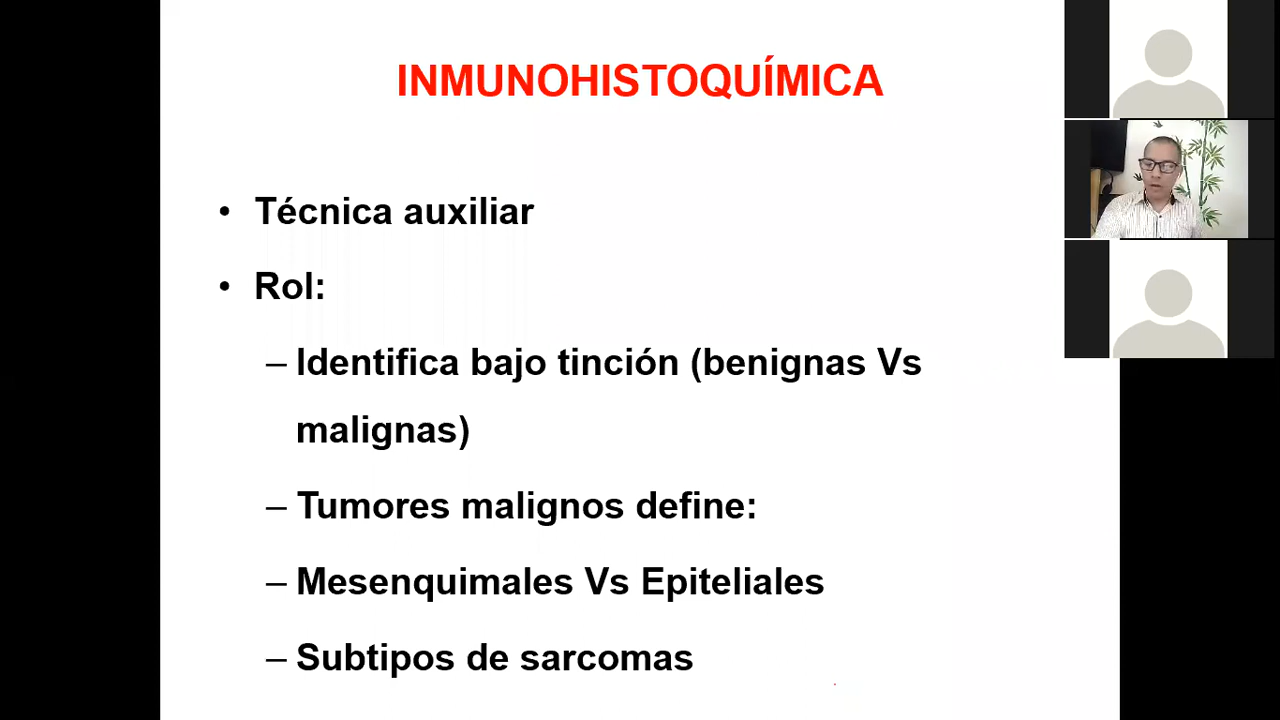 INMUNOHISTOQUÍMICA
• Técnica auxiliar
• Rol:
– Identifica bajo tinción (benignas Vs
malignas)
– Tumores malignos define:
– Mesenquimales Vs Epiteliales
– Subtipos de sarcomas